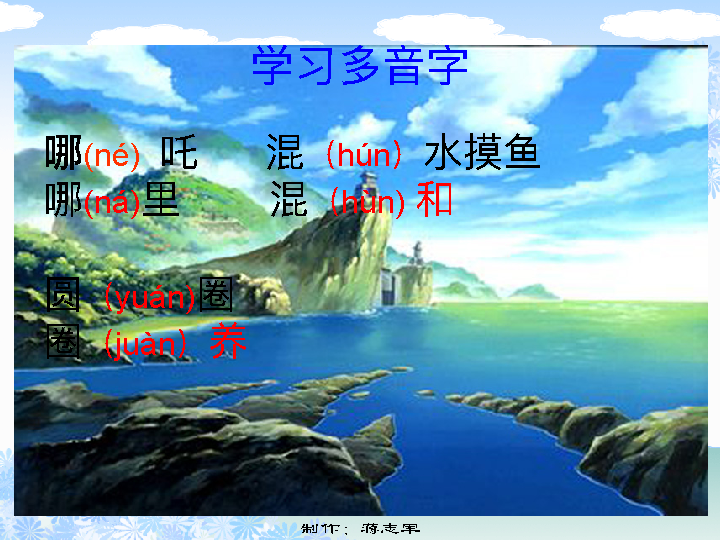 学习多音字
哪(né) 吒 混（hún）水摸鱼
哪(ná)里 混（hùn) 和
圆（yuán)圈
圈（juàn）养
制作：蒋志军